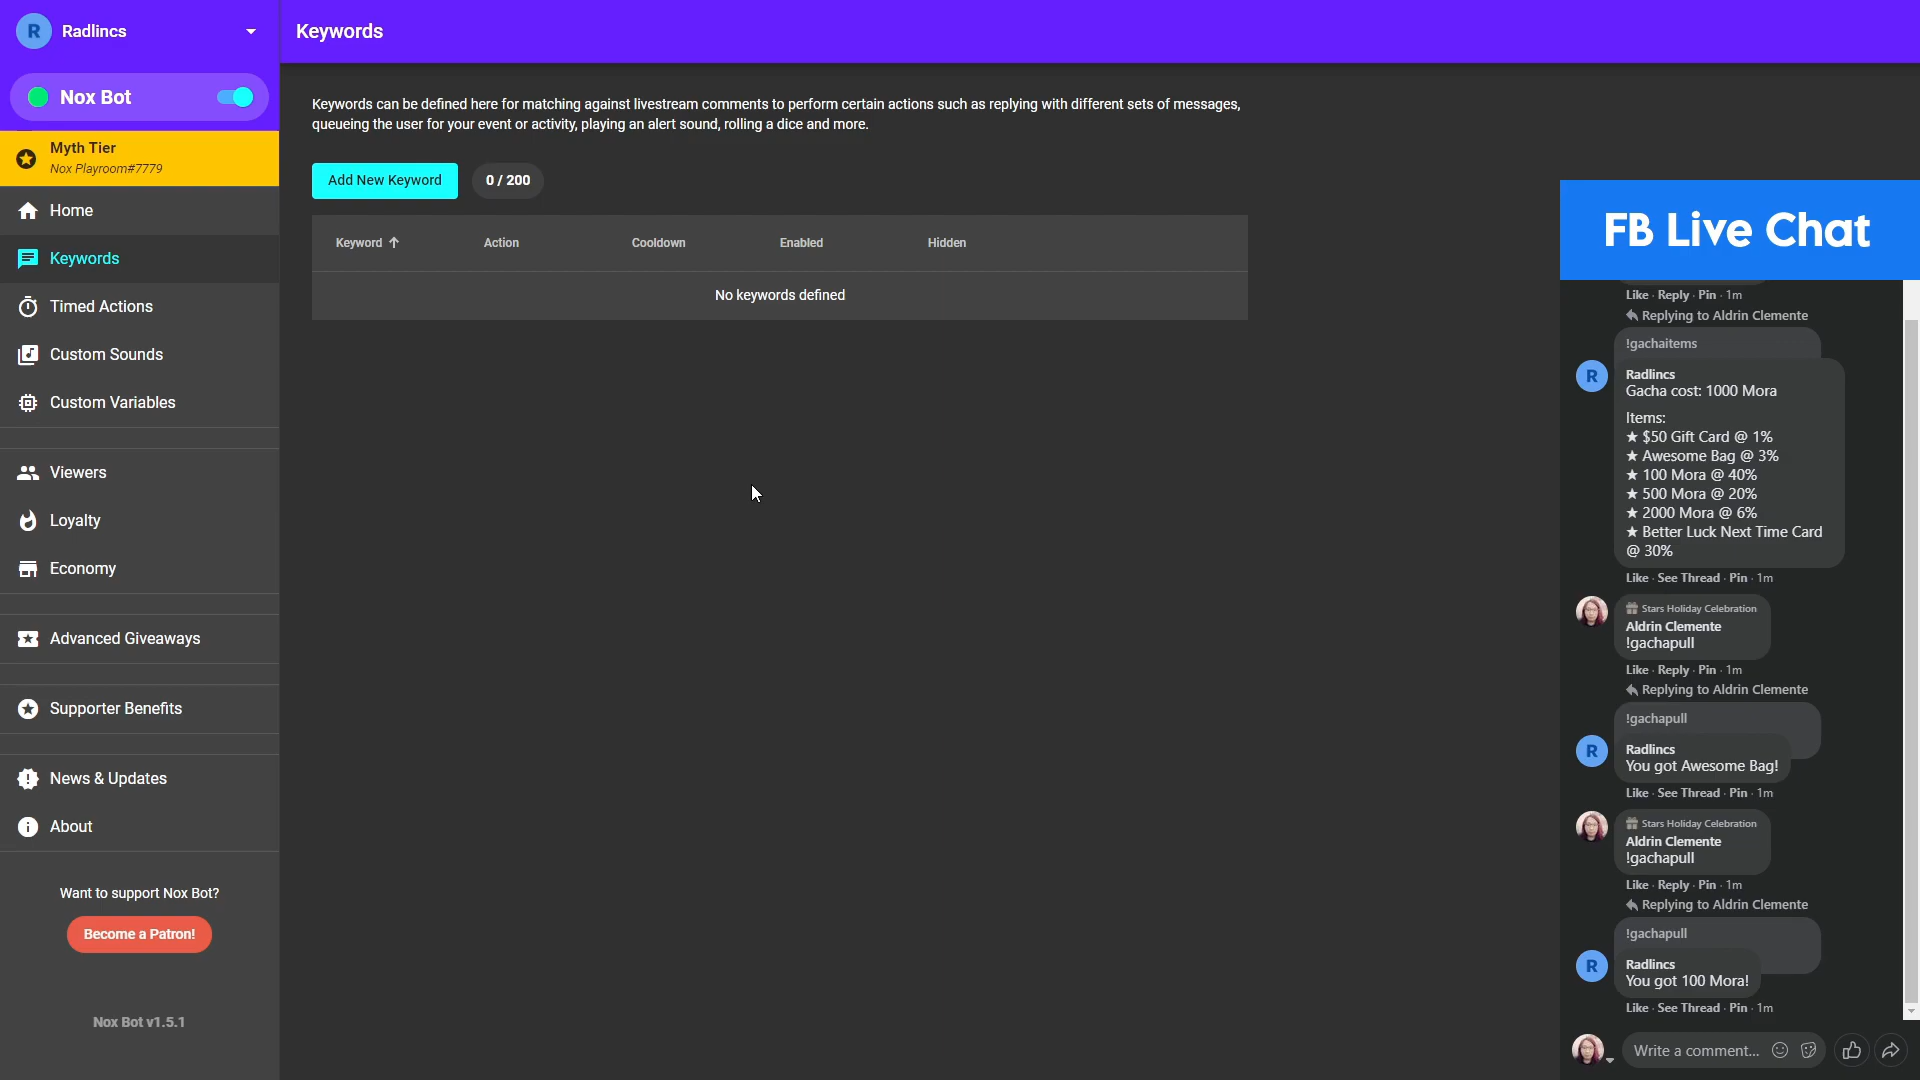 R Radlincs
Nox Bot
Myth Tier
Nox Playroom#7779
Home
Keywords
Timed Actions
Custom Sounds
Custom Variables
Viewers
Loyalty
Economy
Advanced Giveaways
Supporter Benefits
News & Updates
About
Want to support Nox Bot?
Become a Patron!
Nox Bot v1.5.1
Keywords
Keywords can be defined here for matching against livestream comments to perform certain actions such as replying with different sets of messages,
queueing the user for your event or activity, playing an alert sound, rolling a dice and more.
Add New Keyword 0 / 200
Keyword Action Cooldown Enabled Hidden
No keywords defined
FB Live Chat
Like · Reply · Pin · 1m
Replying to Aldrin Clemente
!gachaitems
R Radlincs
Gacha cost: 1000 Mora
Items:
★ $50 Gift Card @ 1%
★ Awesome Bag @ 3%
★ 100 Mora @ 40%
★ 500 Mora @ 20%
★ 2000 Mora @ 6%
★ Better Luck Next Time Card
@ 30%
Like · See Thread · Pin · 1m
Stars Holiday Celebration
Aldrin Clemente
!gachapull
Like · Reply · Pin · 1m
Replying to Aldrin Clemente
!gachapull
R Radlincs
You got Awesome Bag!
Like · See Thread · Pin · 1m
Stars Holiday Celebration
Aldrin Clemente
!gachapull
Like · Reply · Pin · 1m
Replying to Aldrin Clemente
!gachapull
R Radlincs
You got 100 Mora!
Like · See Thread · Pin · 1m
Write a comment...